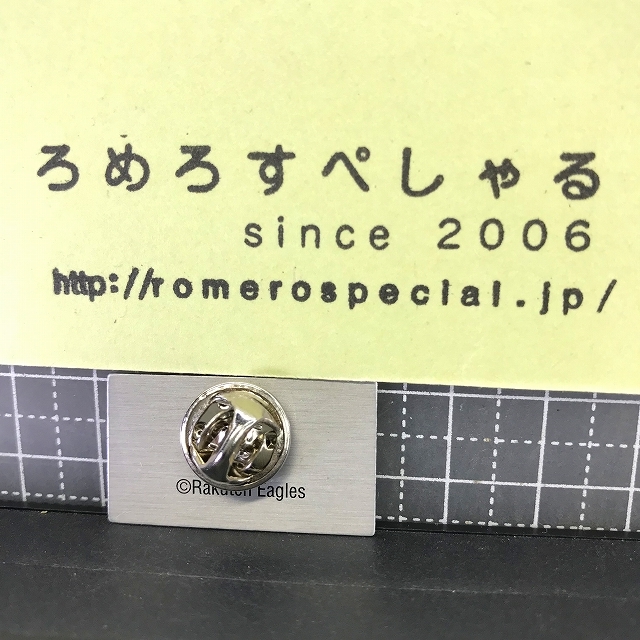 ろめろすぺしゃる
since 2006
http://romerospecial.jp/
©Rakuten Eagles